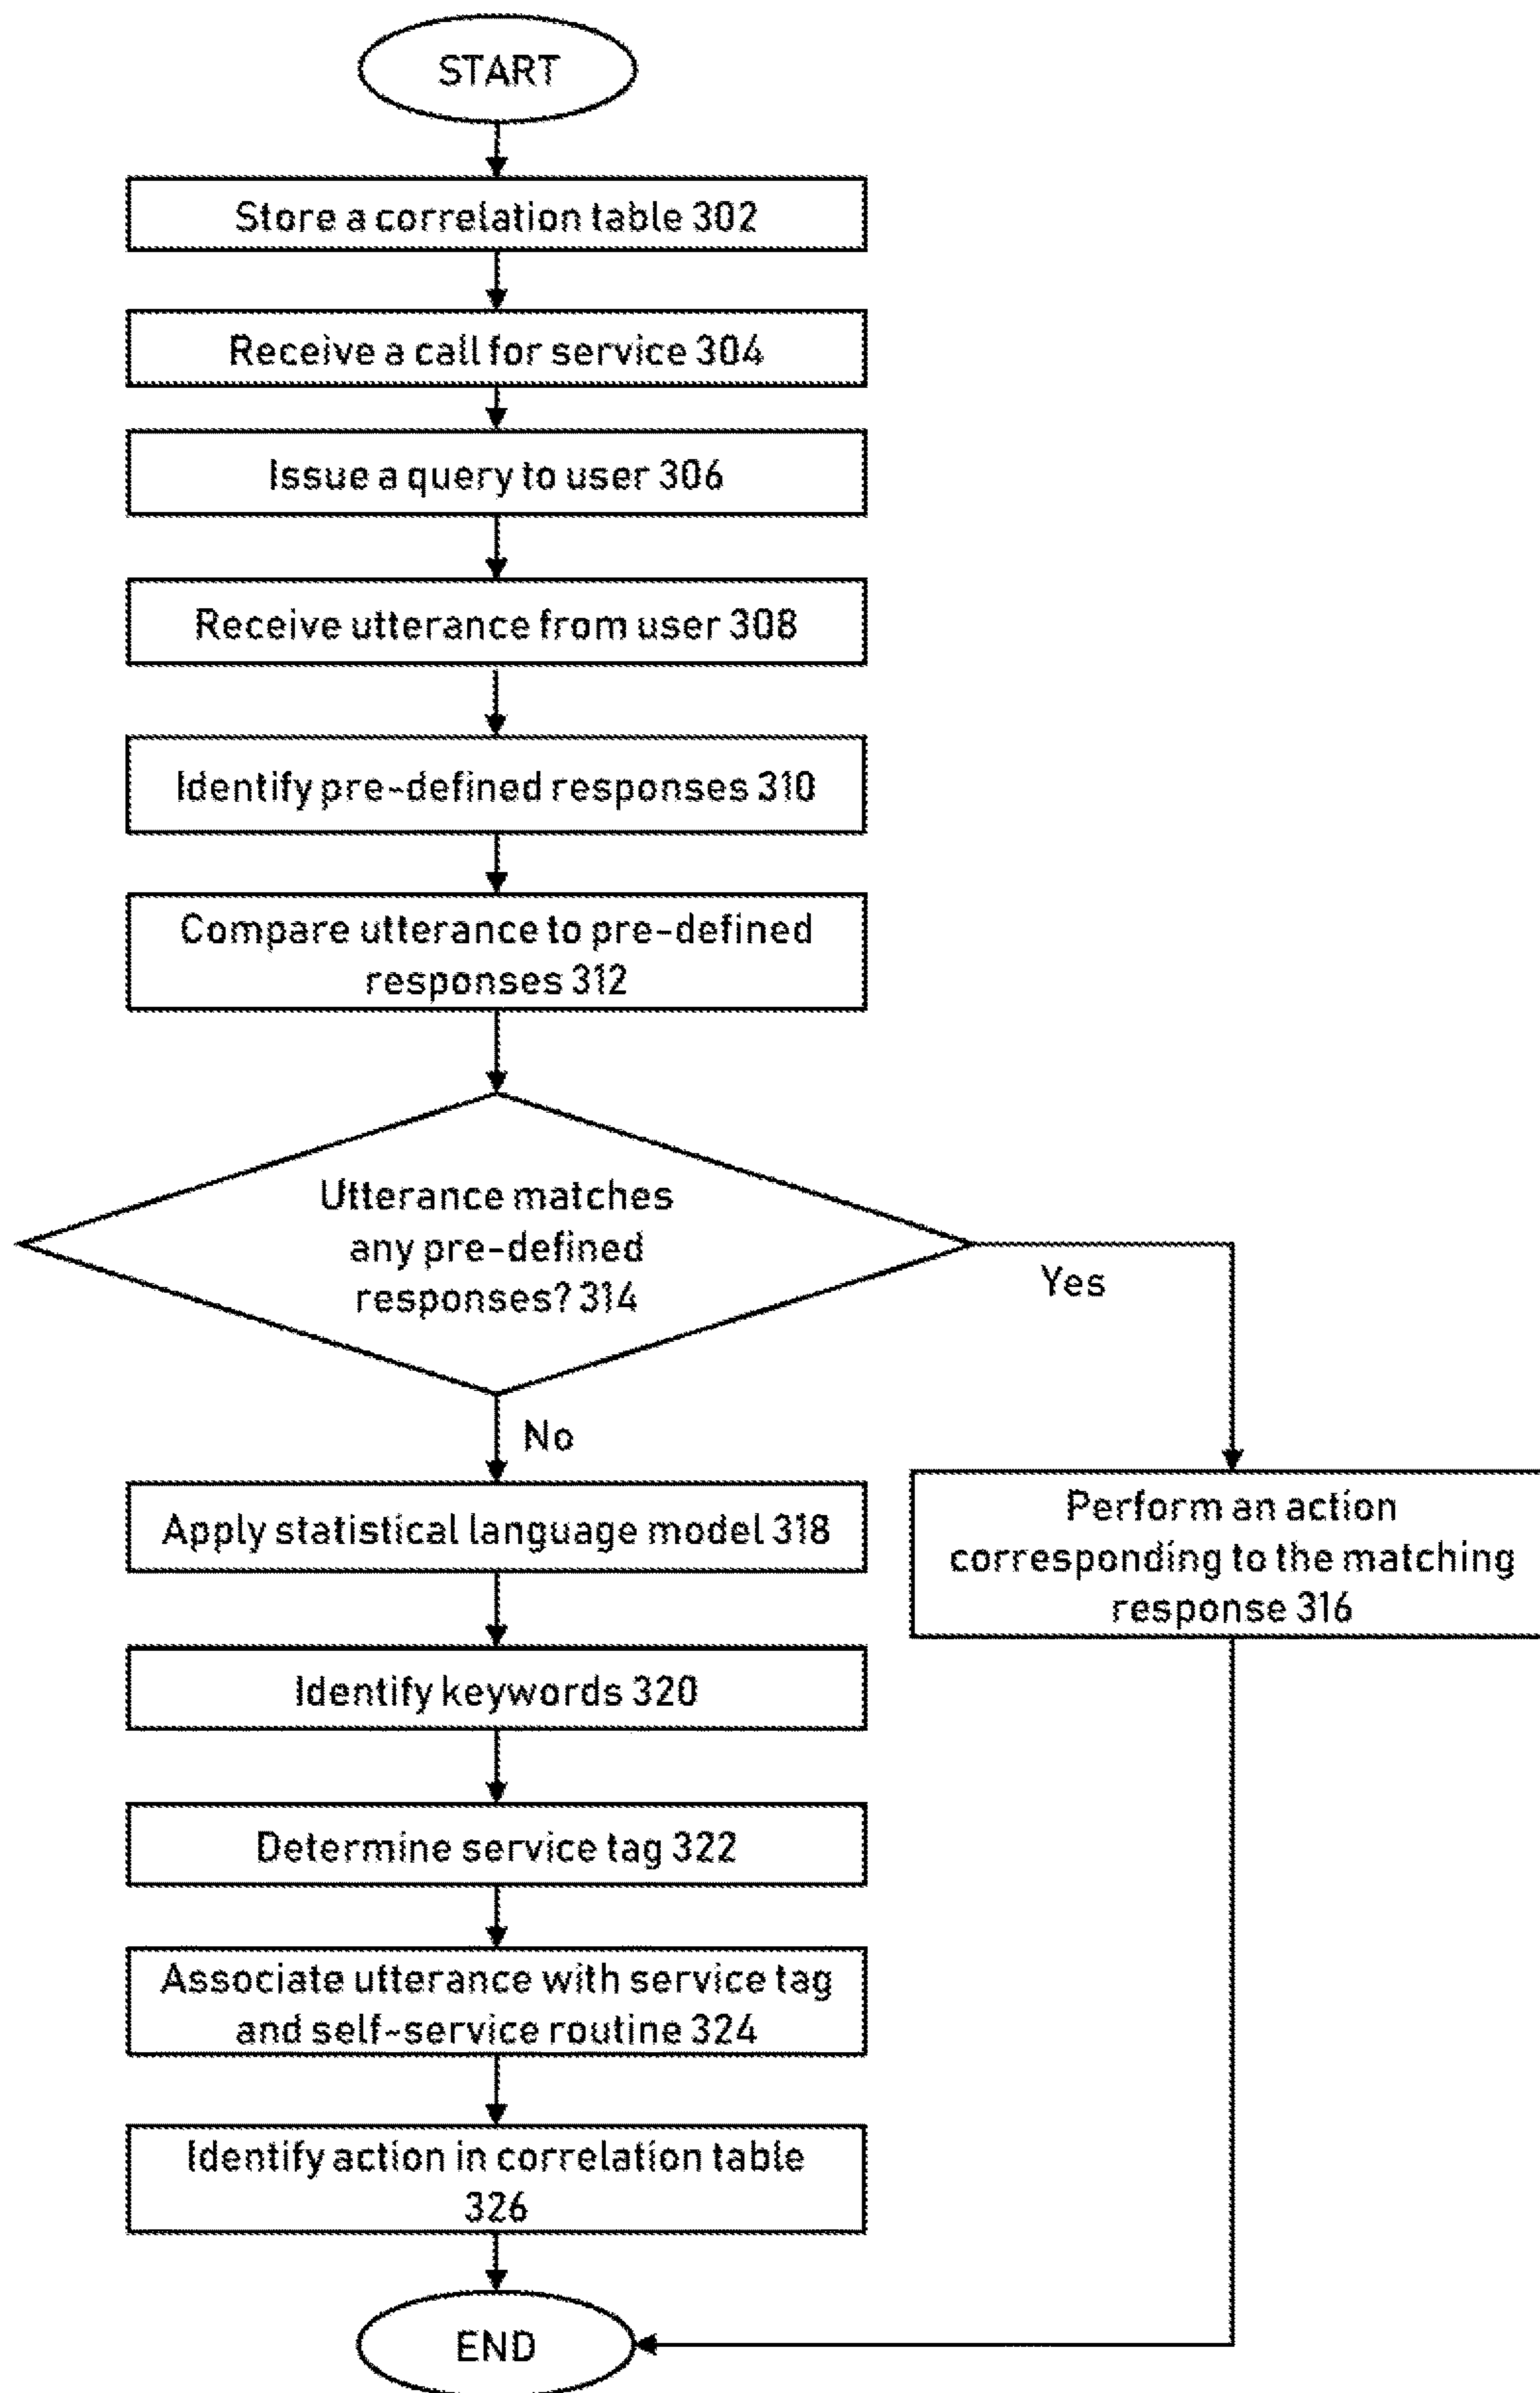 START
Store a correlation table 302
Receive a call for service 304
Issue a query to user 306
Receive utterance from user 308
Identify pre-defined responses 310
Compare utterance to pre-defined
responses 312
Utterance matches
any pre-defined
responses? 314
Yes
No
Perform an action
corresponding to the matching
response 316
Apply statistical language model 318
Identify keywords 320
Determine service tag 322
Associate utterance with service tag
and self-service routine 324
Identify action in correlation table
326
END